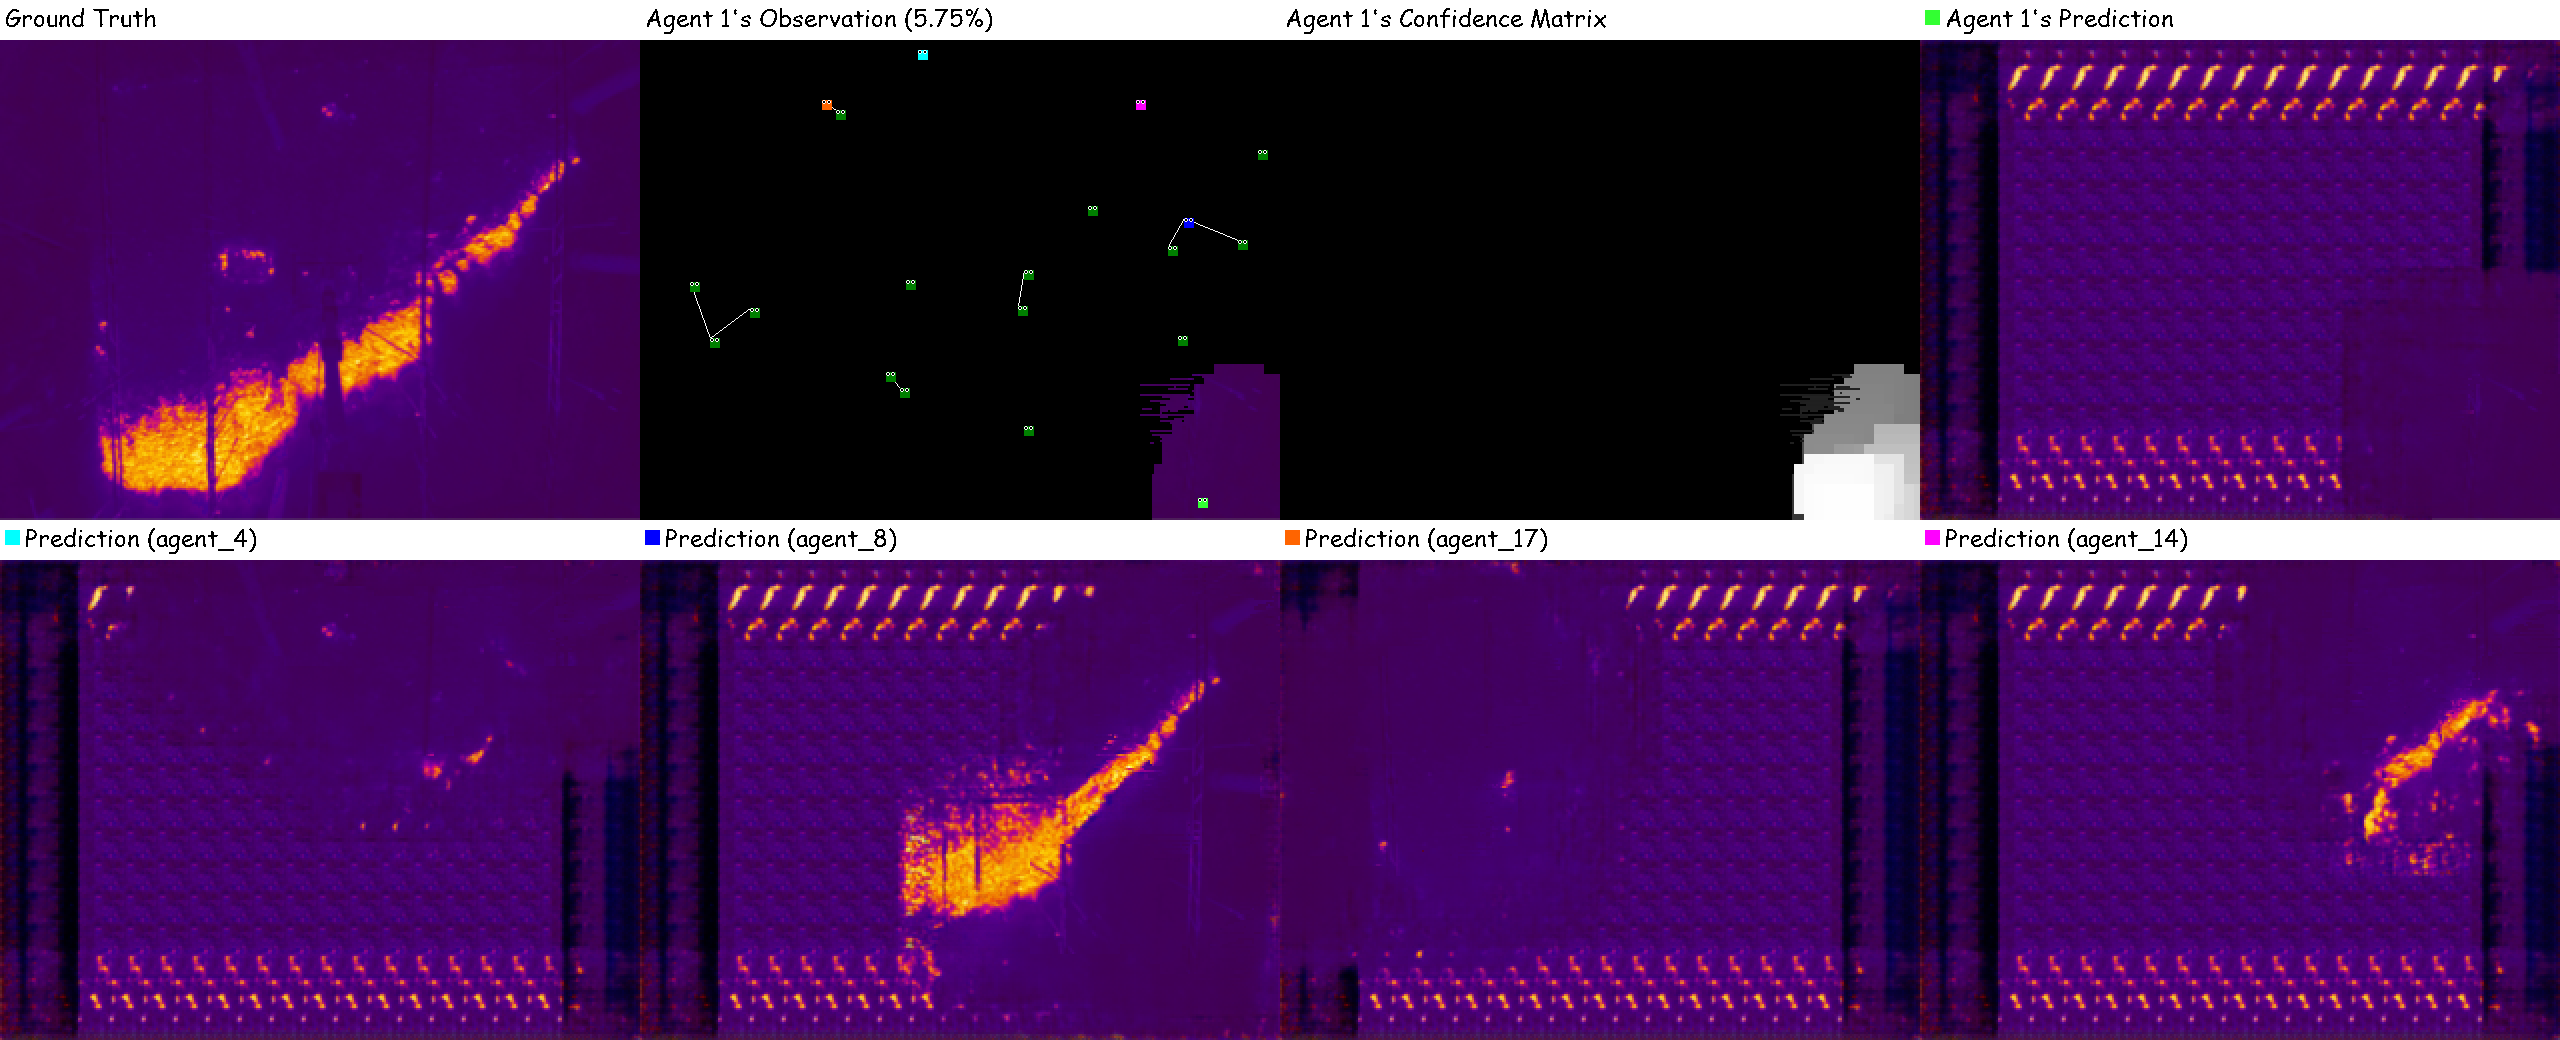 Ground Truth
Agent 1's Observation (5.75%)
Agent 1's Confidence Matrix
Agent 1's Prediction
Prediction (agent_4)
Prediction (agent_8)
Prediction (agent_17)
Prediction (agent_14)